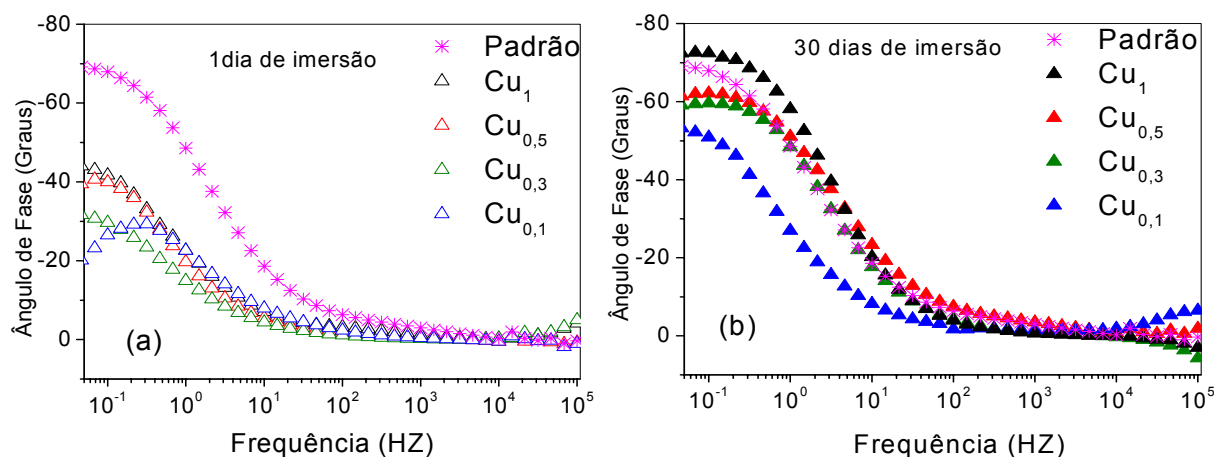 -80
-60
-40
-20
0
Ângulo de Fase (Graus)
1dia de imersão
Padrão
Cu1
Cu0,5
Cu0,3
Cu0,1
(a)
10-1 100 101 102 103 104 105
Frequência (HZ)
-80
-60
-40
-20
0
Ângulo de Fase (Graus)
30 dias de imersão
Padrão
Cu1
Cu0,5
Cu0,3
Cu0,1
(b)
10-1 100 101 102 103 104 105
Frequência (HZ)